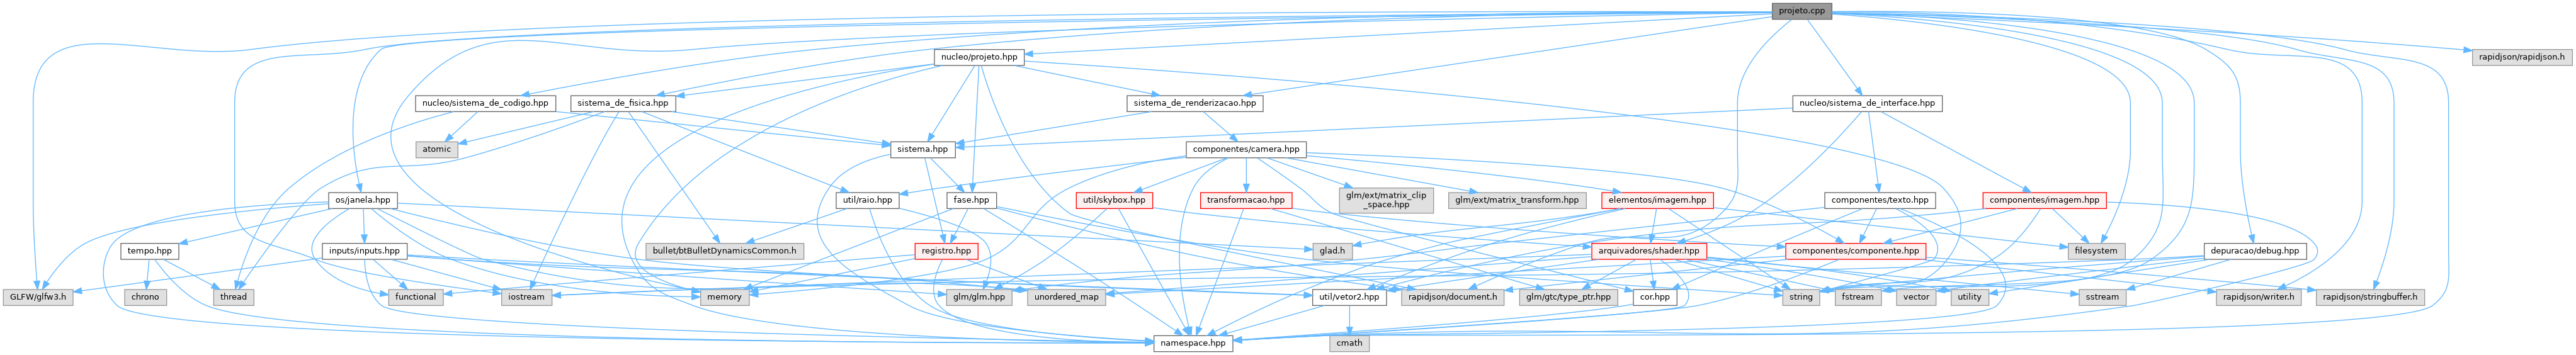 projeto.cpp
nucleo/projeto.hpp
rapidjson/rapidjson.h
nucleo/sistema_de_codigo.hpp
sistema_de_fisica.hpp
sistema_de_renderizacao.hpp
nucleo/sistema_de_interface.hpp
atomic
sistema.hpp
componentes/camera.hpp
os/janela.hpp
util/raio.hpp
fase.hpp
util/skybox.hpp
transformacao.hpp
glm/ext/matrix_clip
_space.hpp
glm/ext/matrix_transform.hpp
elementos/imagem.hpp
componentes/texto.hpp
componentes/imagem.hpp
tempo.hpp
inputs/inputs.hpp
bullet/btBulletDynamicsCommon.h
registro.hpp
glad.h
arquivadores/shader.hpp
componentes/componente.hpp
filesystem
depuracao/debug.hpp
GLFW/glfw3.h
chrono
thread
functional
iostream
memory
glm/glm.hpp
unordered_map
util/vetor2.hpp
rapidjson/document.h
glm/gtc/type_ptr.hpp
cor.hpp
string
fstream
vector
utility
sstream
rapidjson/writer.h
rapidjson/stringbuffer.h
namespace.hpp
cmath